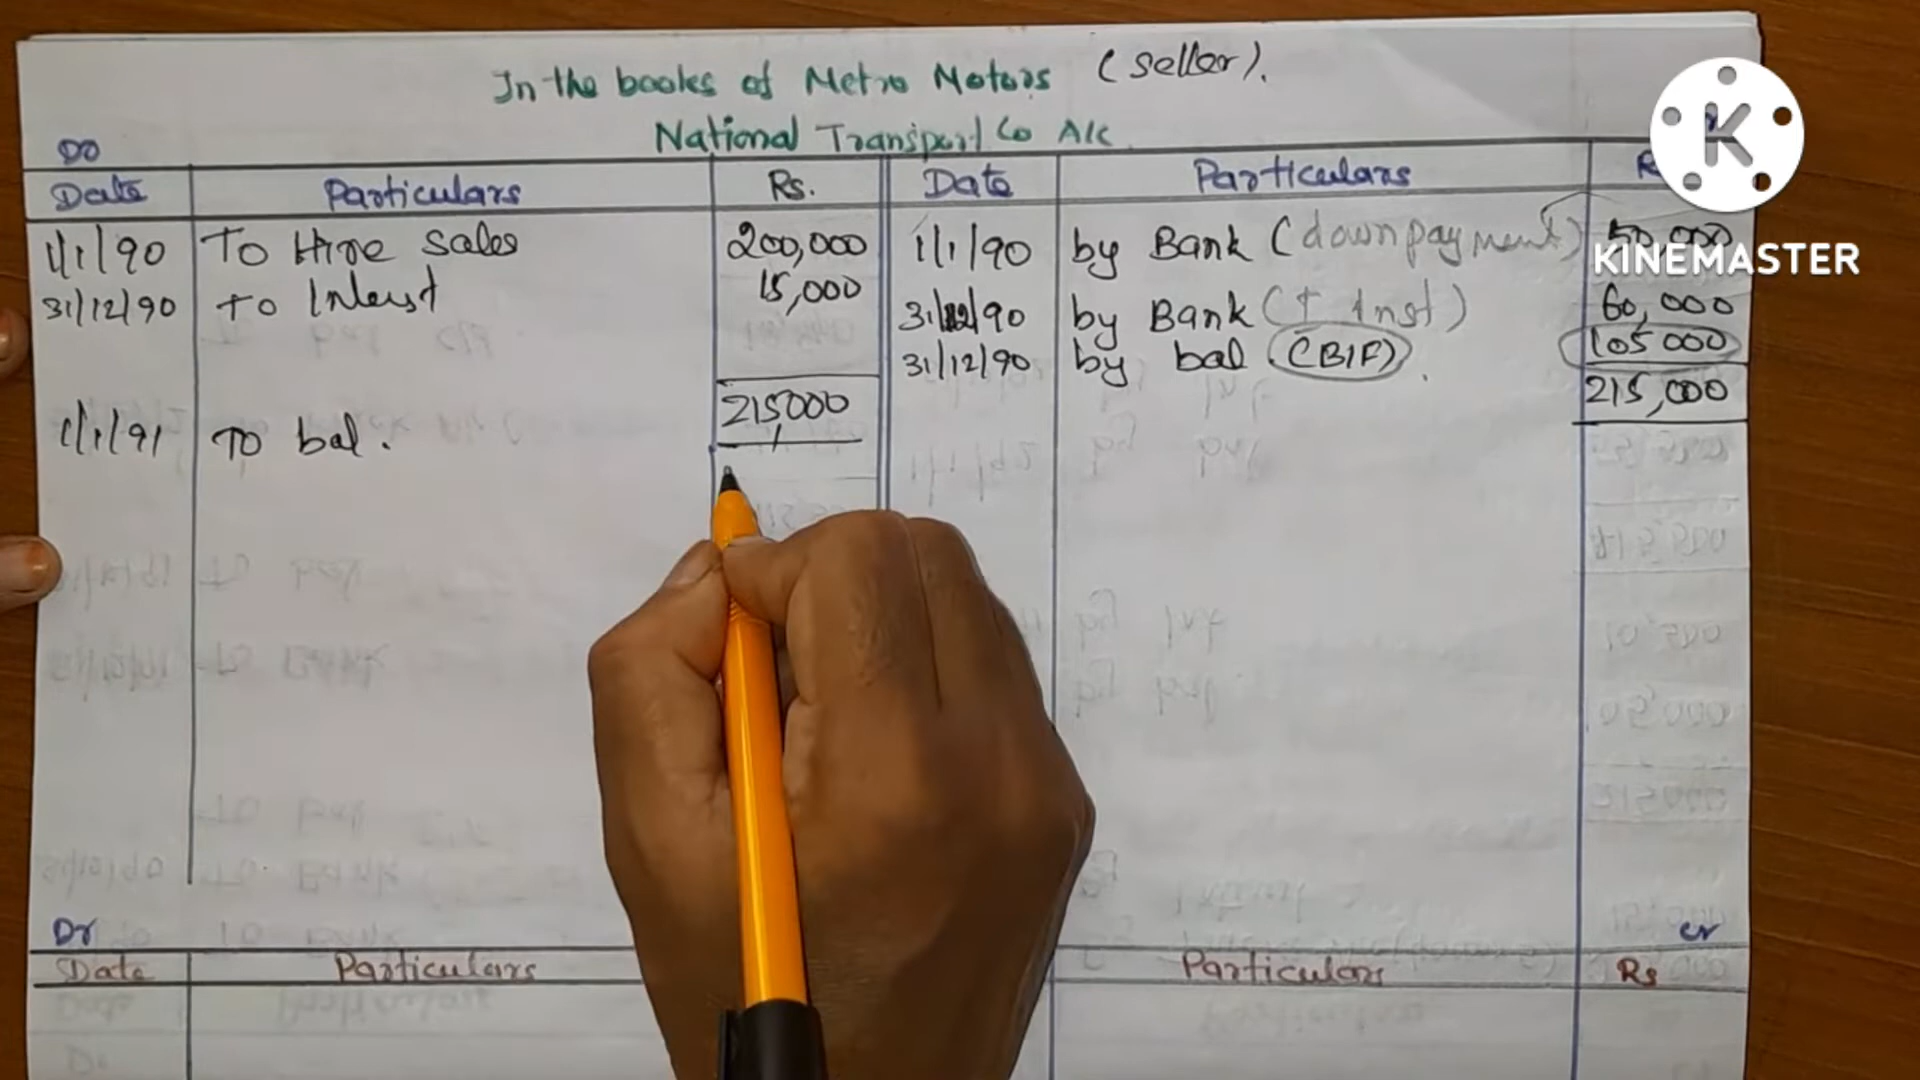 In the books of Metro Motors (seller).
National Transport Co A/c
Dr
Date Particulars Rs. Date Particulars
1/1/90 To Hire Sales 200,000 1/1/90 by Bank (down payment) 50,000
31/12/90 To Interest 15,000 31/12/90 by Bank (I Inst) 60,000
31/12/90 by bal (B/F). 105000
215000 215,000
1/1/91 To bal.
Dr cr
Date Particulars Particulars Rs
K
KINEMASTER